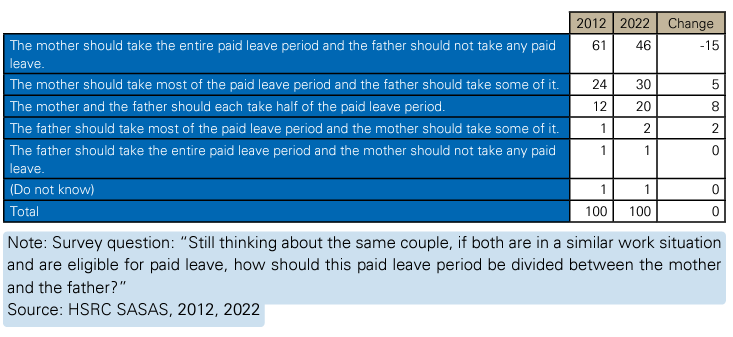 2012 2022 Change
The mother should take the entire paid leave period and the father should not take any paid 61 46 -15
leave.
The mother should take most of the paid leave period and the father should take some of it. 24 30 5
The mother and the father should each take half of the paid leave period. 12 20 8
The father should take most of the paid leave period and the mother should take some of it. 1 2 2
The father should take the entire paid leave period and the mother should not take any paid 1 1 0
leave.
(Do not know) 1 1 0
Total 100 100 0
Note: Survey question: “Still thinking about the same couple, if both are in a similar work situation
and are eligible for paid leave, how should this paid leave period be divided between the mother
and the father?”
Source: HSRC SASAS, 2012, 2022